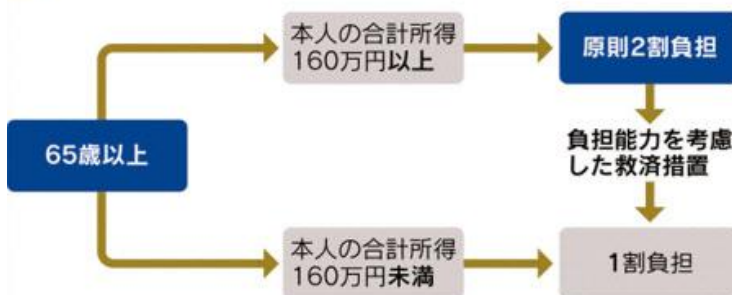 65歳以上
本人の合計所得
160万円以上
原則2割負担
負担能力を考慮
した救済措置
本人の合計所得
160万円未満
1割負担